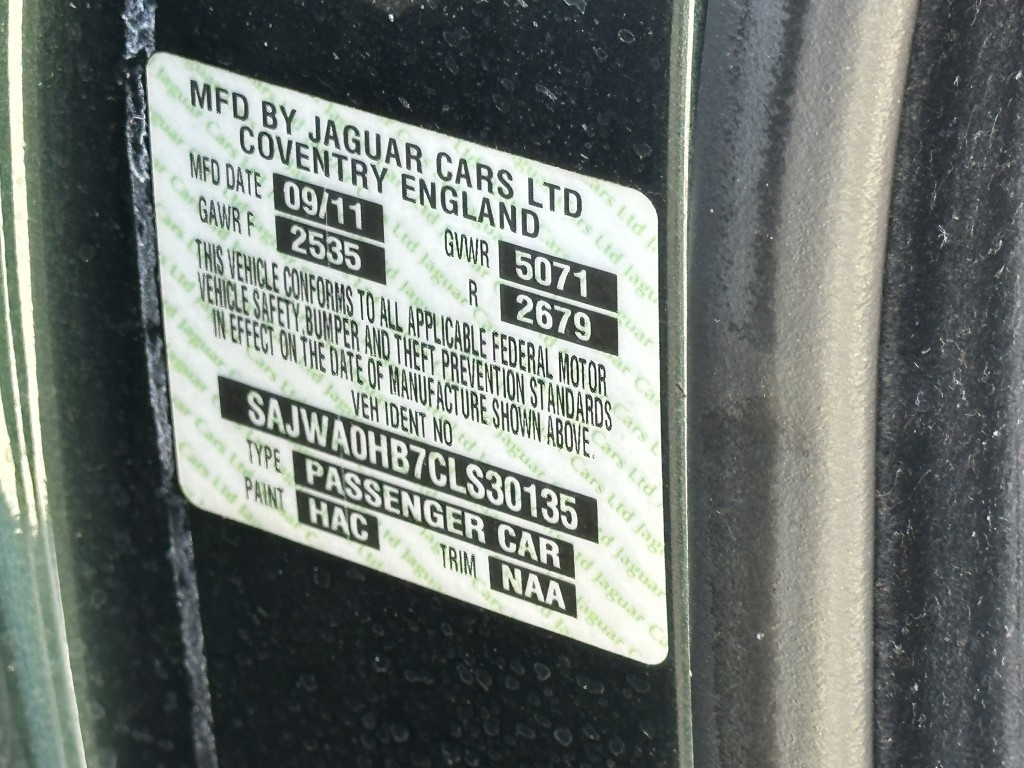 MFD BY JAGUAR CARS LTD
COVENTRY ENGLAND
MFD DATE 09/11 GVWR 5071
GAWR F 2535 R 2679
THIS VEHICLE CONFORMS TO ALL APPLICABLE FEDERAL MOTOR
VEHICLE SAFETY, BUMPER AND THEFT PREVENTION STANDARDS
IN EFFECT ON THE DATE OF MANUFACTURE SHOWN ABOVE.
VEH IDENT NO
SAJWA0HB7CLS30135
TYPE PASSENGER CAR
PAINT HAC TRIM NAA